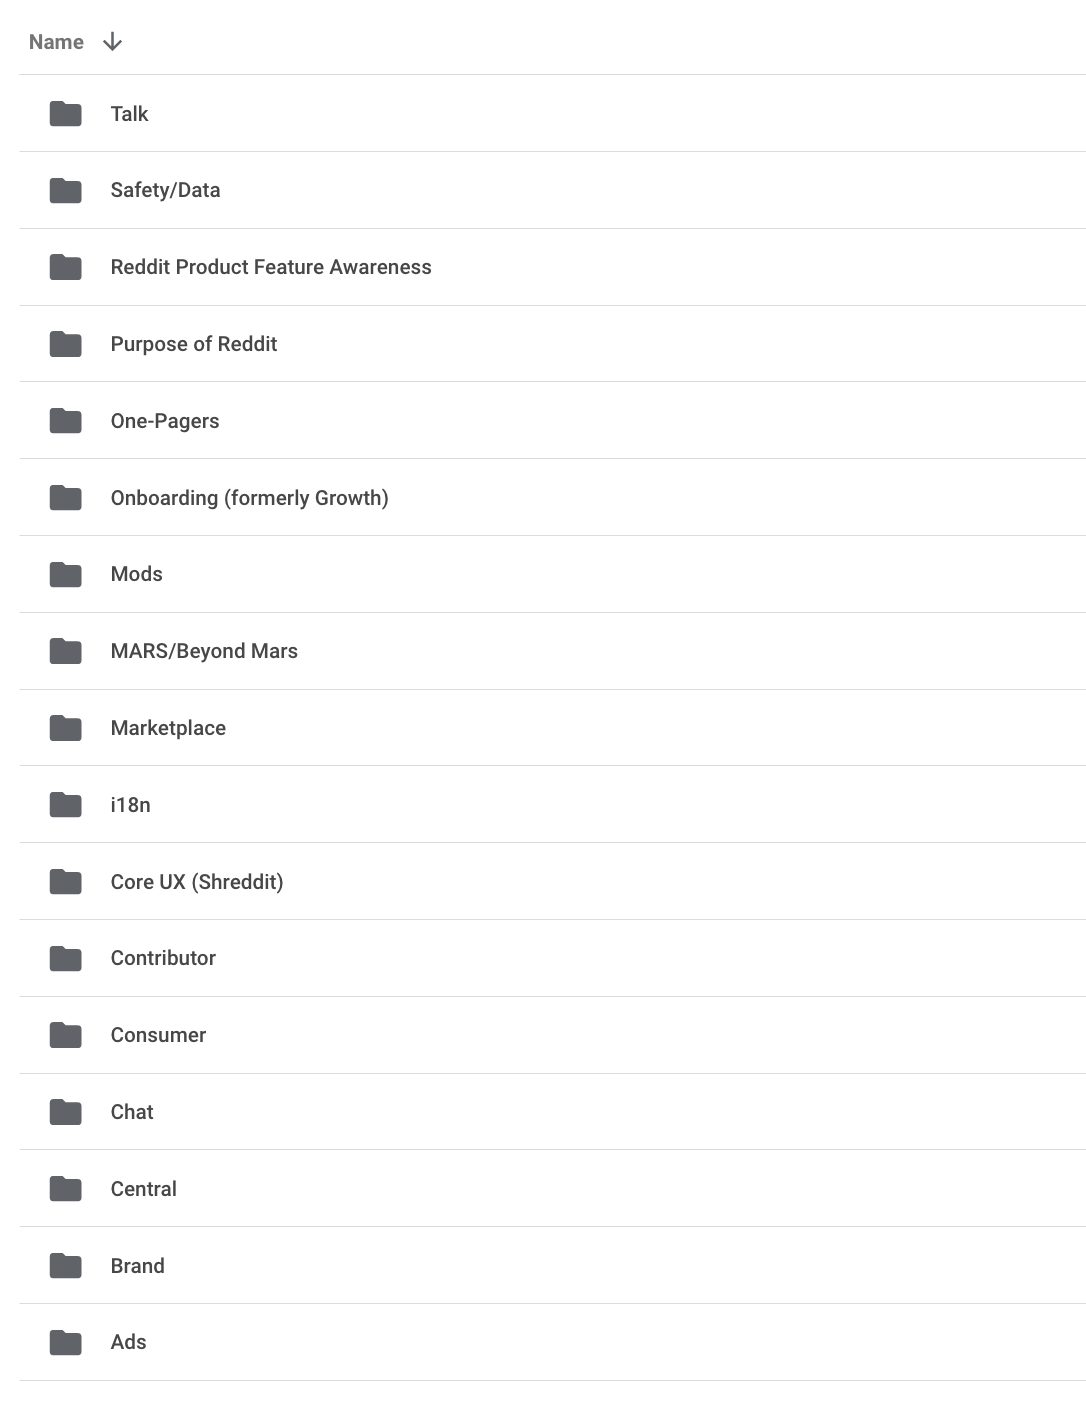 Name
Talk
Safety/Data
Reddit Product Feature Awareness
Purpose of Reddit
One-Pagers
Onboarding (formerly Growth)
Mods
MARS/Beyond Mars
Marketplace
i18n
Core UX (Shreddit)
Contributor
Consumer
Chat
Central
Brand
Ads